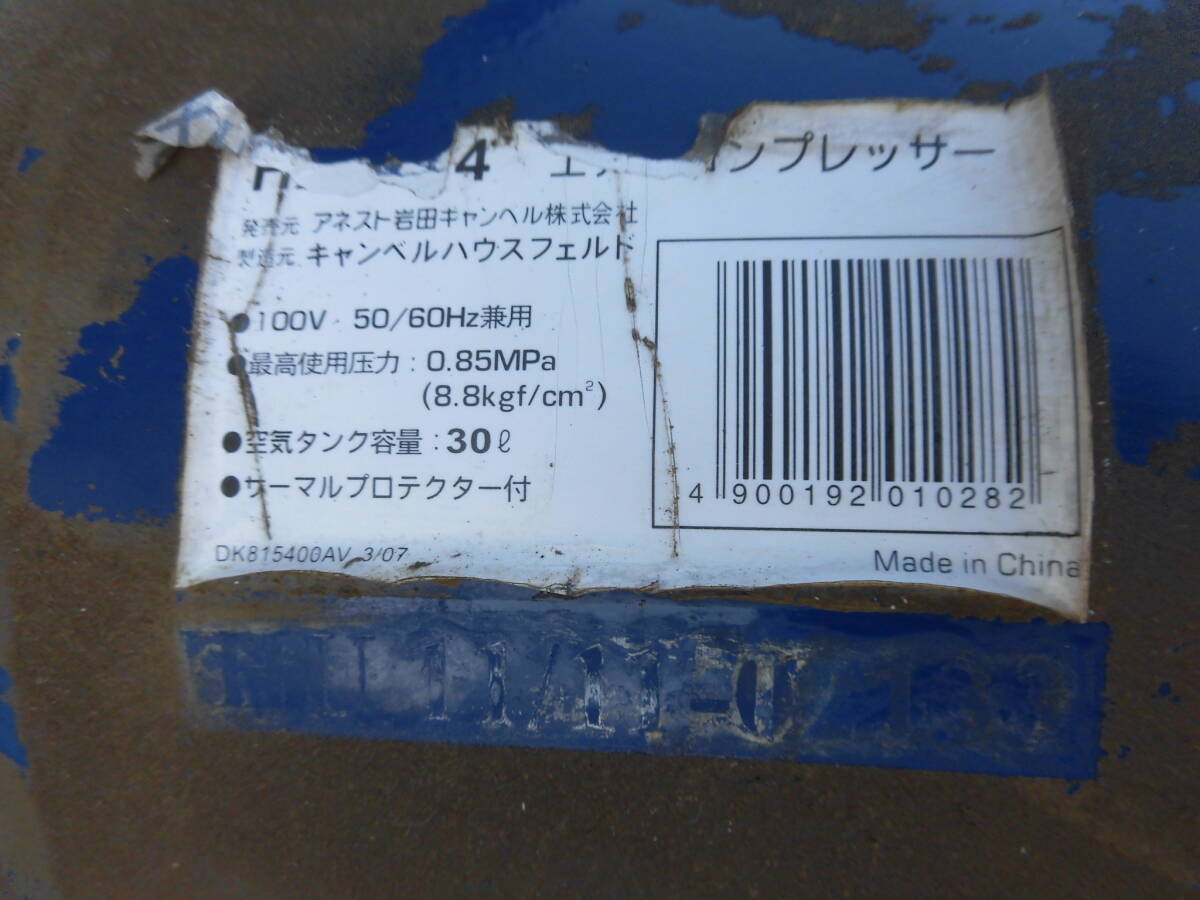 4 エアーコンプレッサー
発売元 アネスト岩田キャンベル株式会社
製造元 キャンベルハウスフェルド
●100V 50/60Hz兼用
●最高使用圧力：0.85MPa
(8.8kgf/cm²)
●空気タンク容量：30ℓ
●サーマルプロテクター付
4 900192 010282
DK815400AV 3/07
Made in China